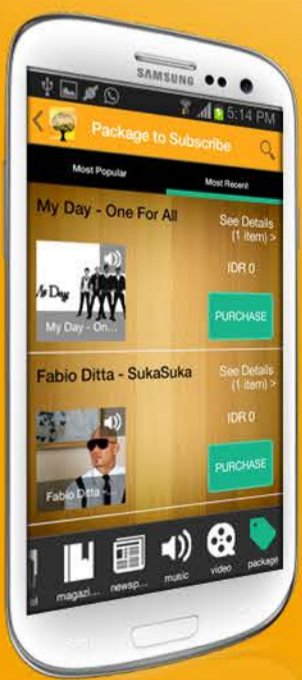 SAMSUNG
5:14 PM
Package to Subscribe
Most Popular
Most Recent
My Day - One For All
See Details
(1 item) >
IDR 0
My Day
My Day - On...
PURCHASE
Fabio Ditta - SukaSuka
See Details
(1 item) >
IDR 0
Fabio Ditta -...
PURCHASE
magazi...
newsp...
music
video
package